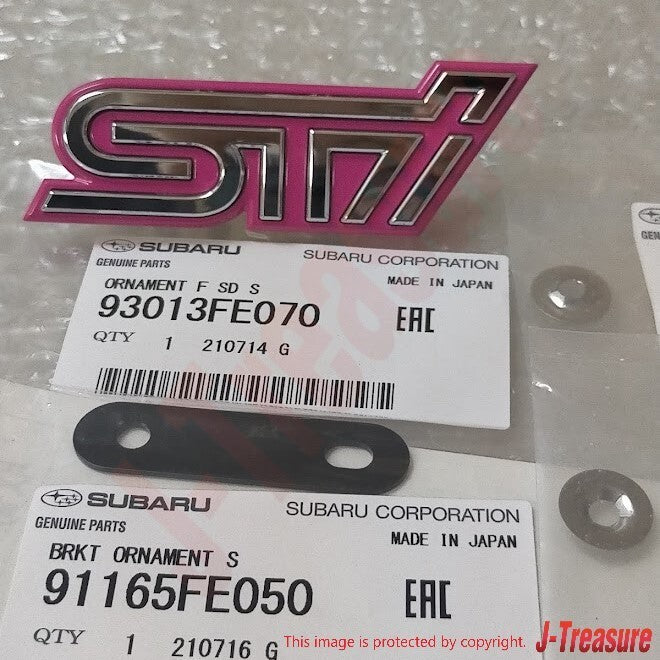 STi
SUBARU SUBARU CORPORATION
GENUINE PARTS MADE IN JAPAN
ORNAMENT F SD S
93013FE070 EAC
QTY 1 210714 G
SUBARU SUBARU CORPORATION
GENUINE PARTS MADE IN JAPAN
BRKT ORNAMENT S
91165FE050 EAC
QTY 1 210716 G
This image is protected by copyright. J-Treasure